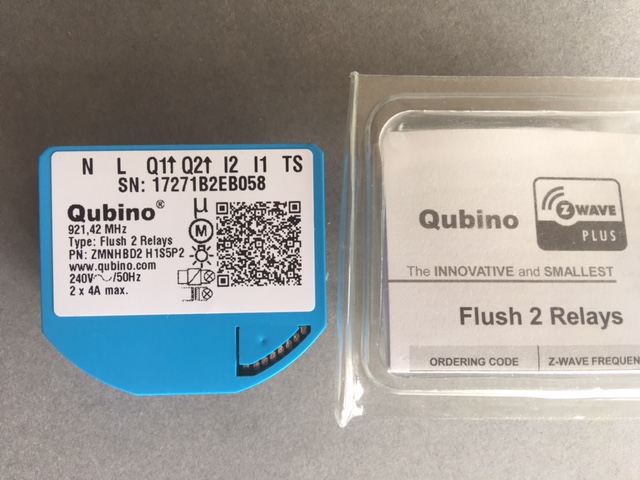 N L Q1↑ Q2↑ I2 I1 TS
SN: 17271B2EB058
Qubino®
µ
921,42 MHz
M
Type: Flush 2 Relays
PN: ZMNHBD2 H1S5P2
www.qubino.com
240V~/50Hz
2 x 4A max.
Qubino
Z WAVE
PLUS
The INNOVATIVE and SMALLEST
Flush 2 Relays
ORDERING CODE
Z-WAVE FREQUEN